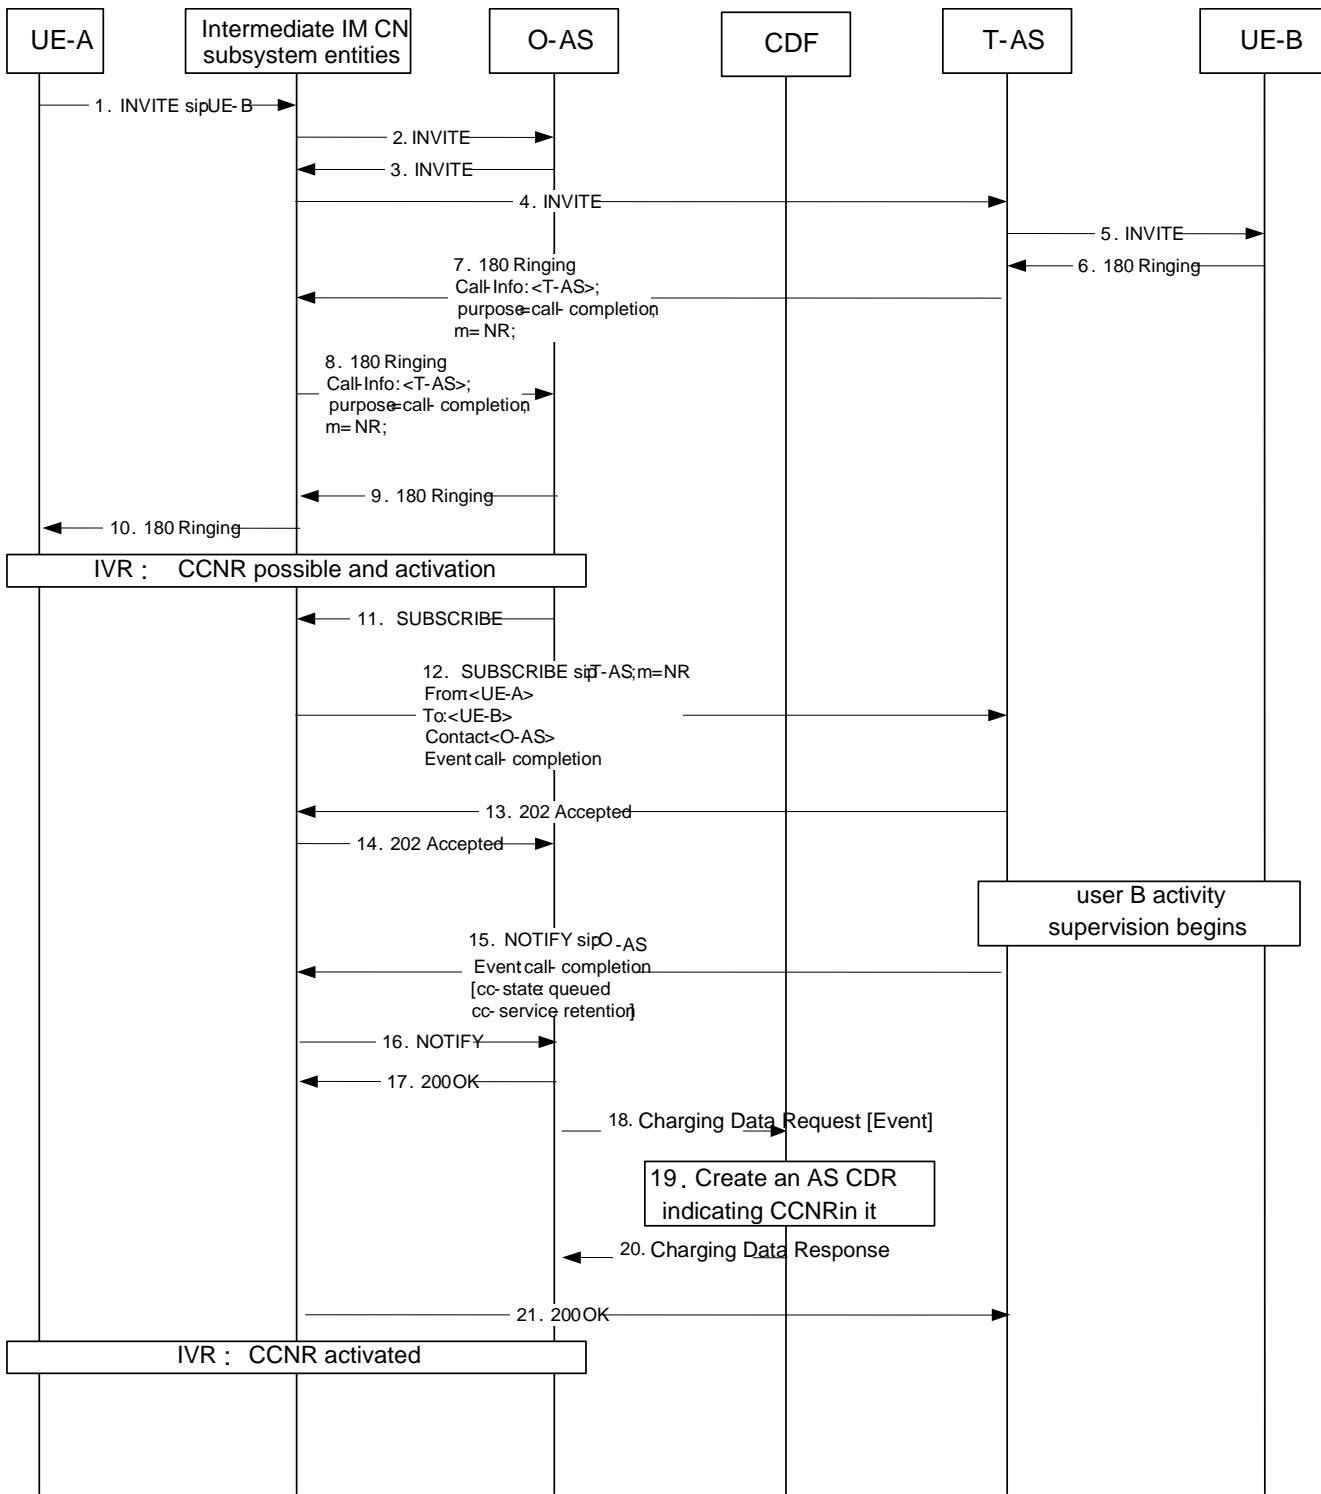 UE-A
Intermediate IM CN
subsystem entities
O-AS
CDF
T-AS
UE-B
1. INVITE sipUE-B
2. INVITE
3. INVITE
4. INVITE
5. INVITE
6. 180 Ringing
7. 180 Ringing
Call-Info: <T-AS>;
purpose=call- completion;
m= NR;
8. 180 Ringing
Call-Info: <T-AS>;
purpose=call- completion;
m= NR;
9. 180 Ringing
10. 180 Ringing
IVR : CCNR possible and activation
11. SUBSCRIBE
12. SUBSCRIBE sipT-AS;m=NR
From:<UE-A>
To:<UE-B>
Contact<O-AS>
Event call- completion
13. 202 Accepted
14. 202 Accepted
user B activity
supervision begins
15. NOTIFY sipO-AS
Event call- completion
[cc-state: queued
cc- service retention]
16. NOTIFY
17. 200 OK
18. Charging Data Request [Event]
19. Create an AS CDR
indicating CCNRin it
20. Charging Data Response
21. 200 OK
IVR : CCNR activated